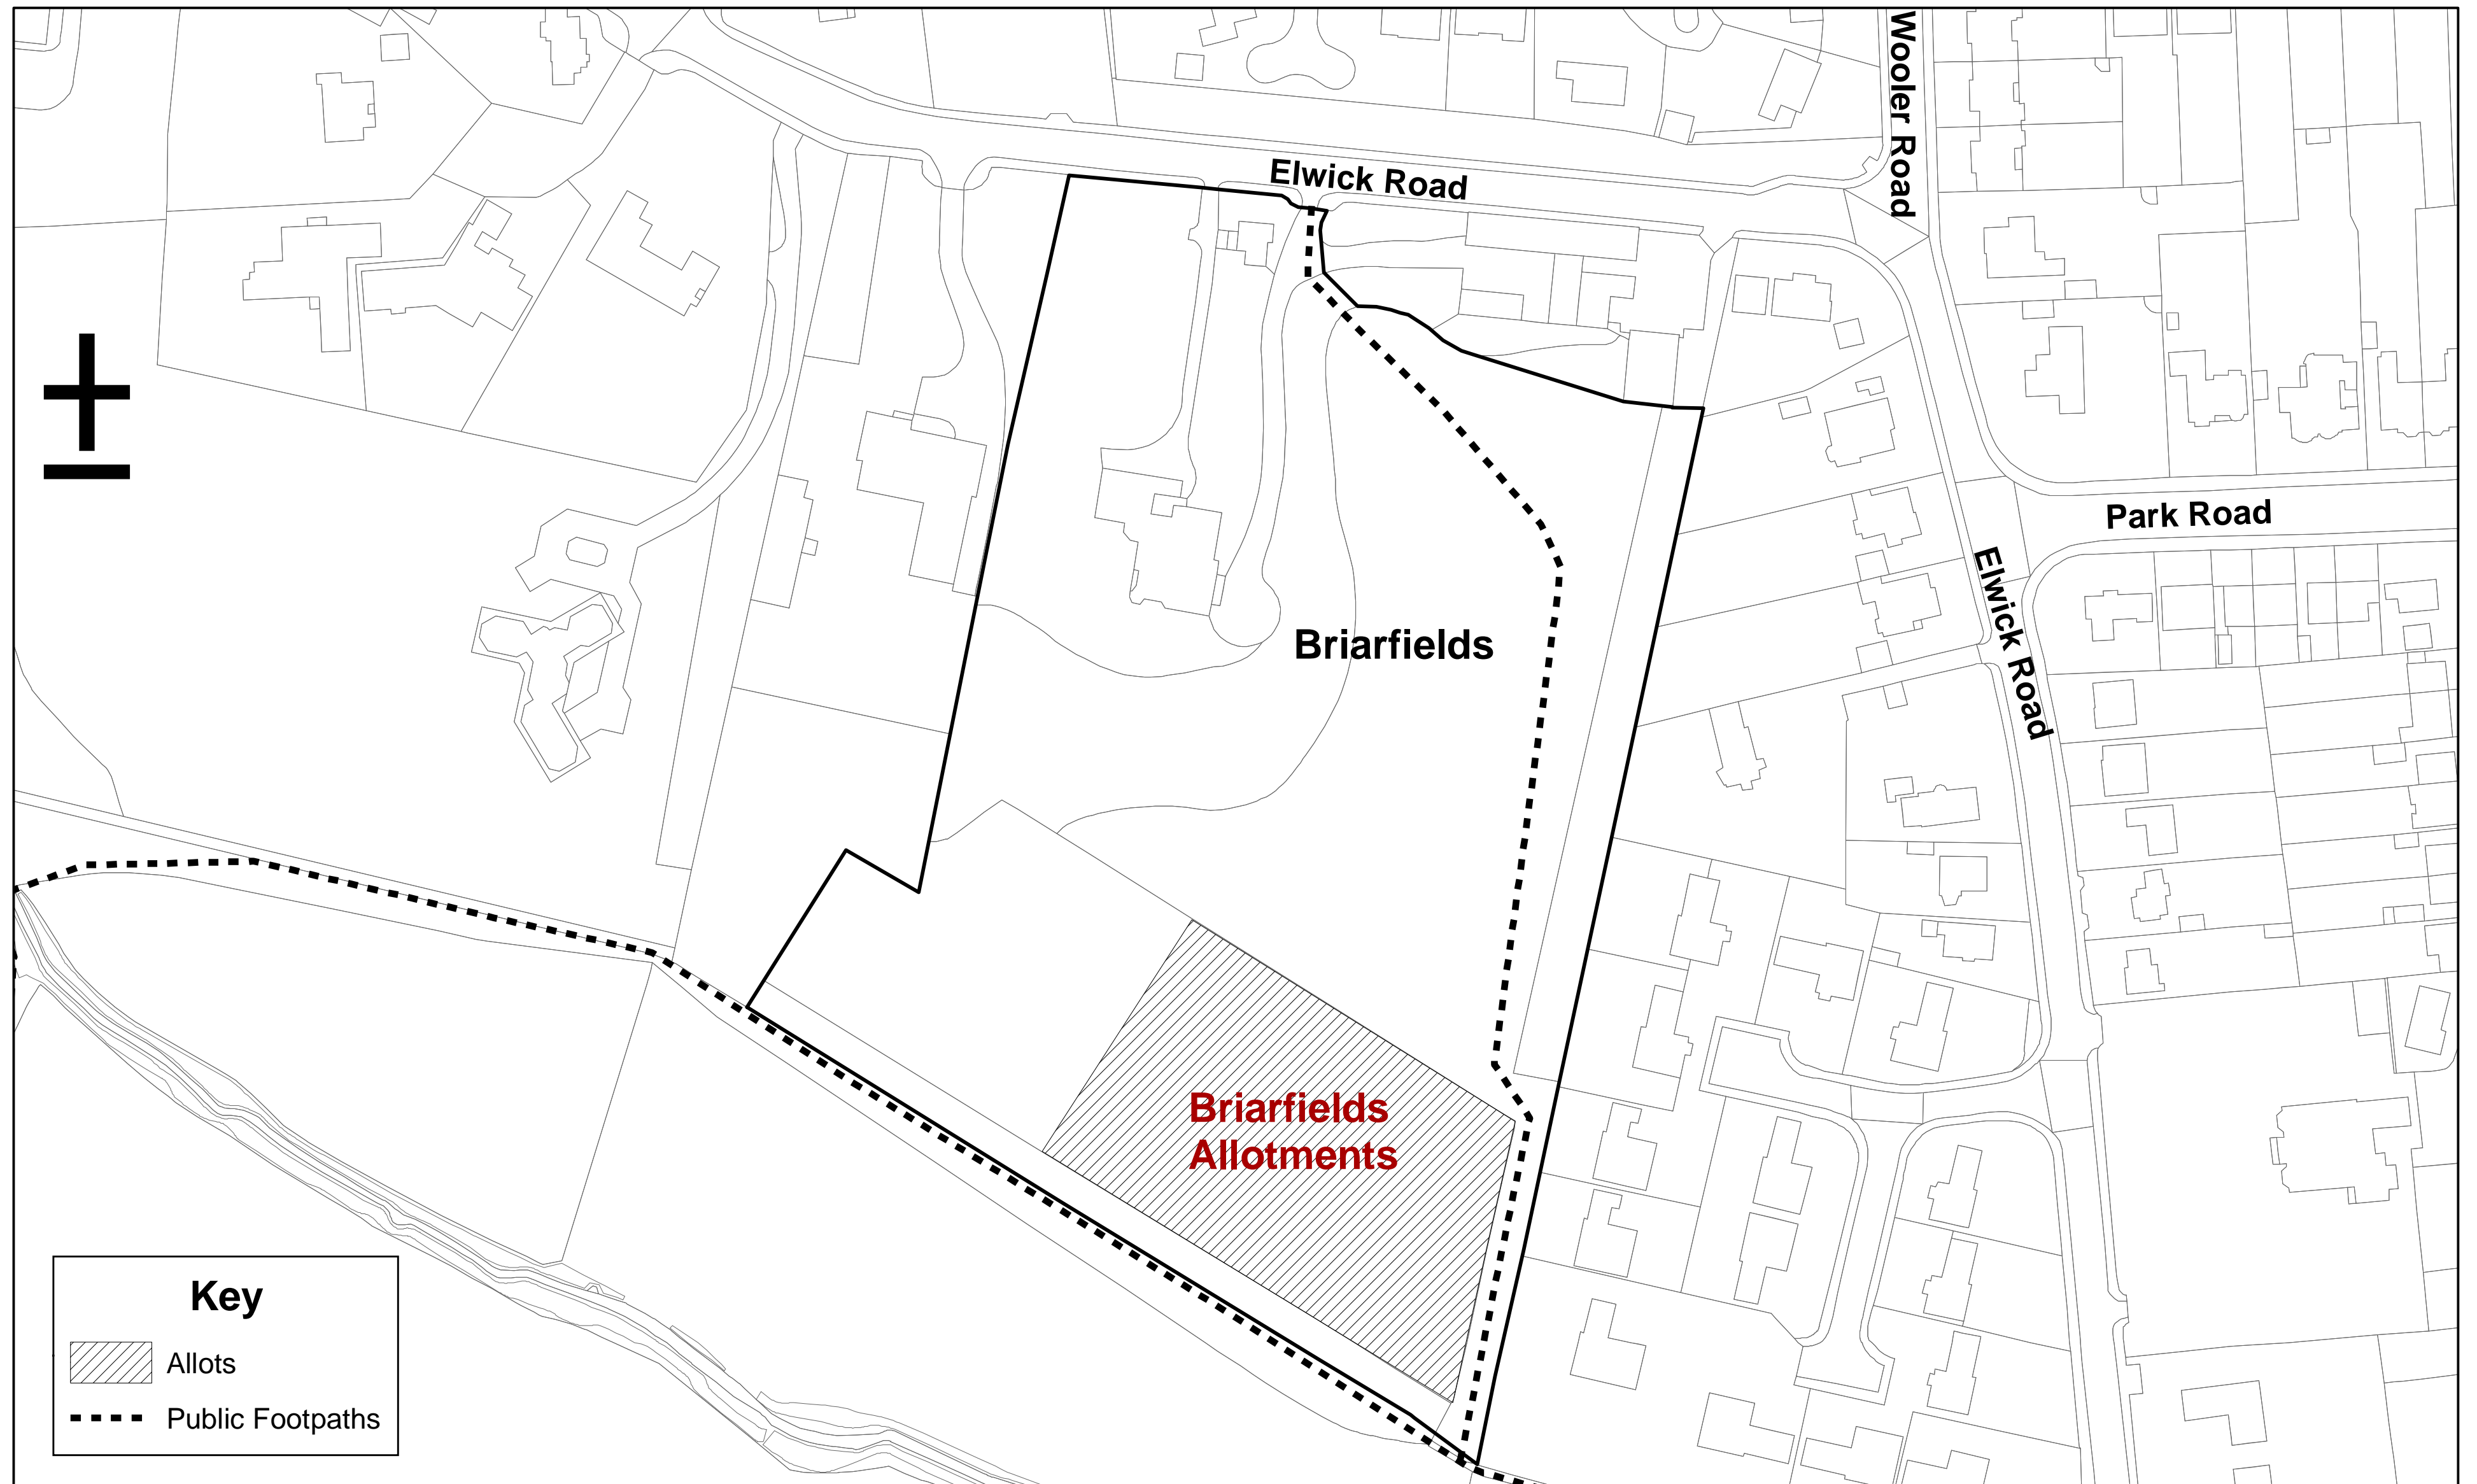 Wooler Road
Elwick Road
Park Road
Elwick Road
Briarfields
Briarfields
Allotments
Key
Allots
Public Footpaths